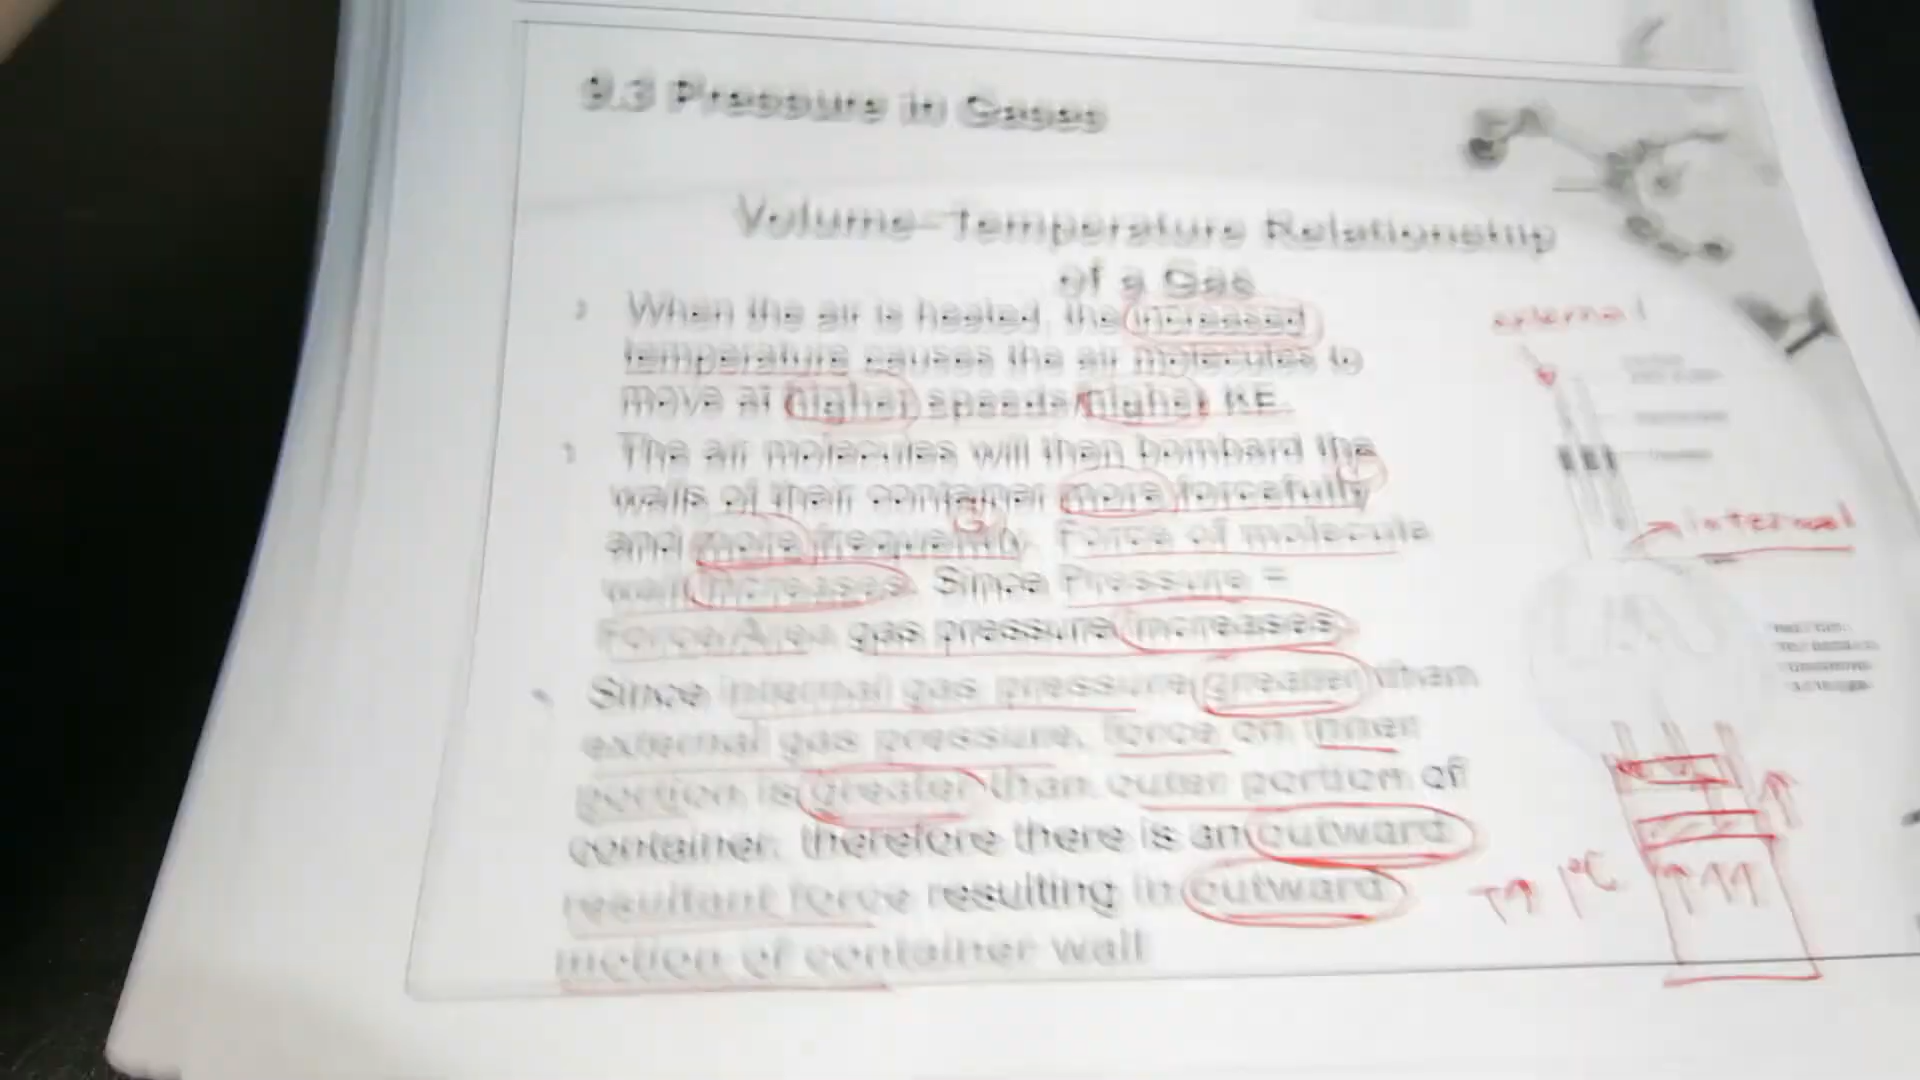 9.3 Pressure in Gases
Volume-Temperature Relationship
of a Gas
When the air is heated, the increased
temperature causes the air molecules to
move at higher speeds/higher KE.
The air molecules will then bombard the
walls of their container more forcefully
and more frequently. Force of molecule
wall increases. Since Pressure =
Force/Area gas pressure increases.
Since internal gas pressure greater than
external gas pressure, force on inner
portion is greater than outer portion of
container, therefore there is an outward
resultant force resulting in outward
motion of container wall
external
internal